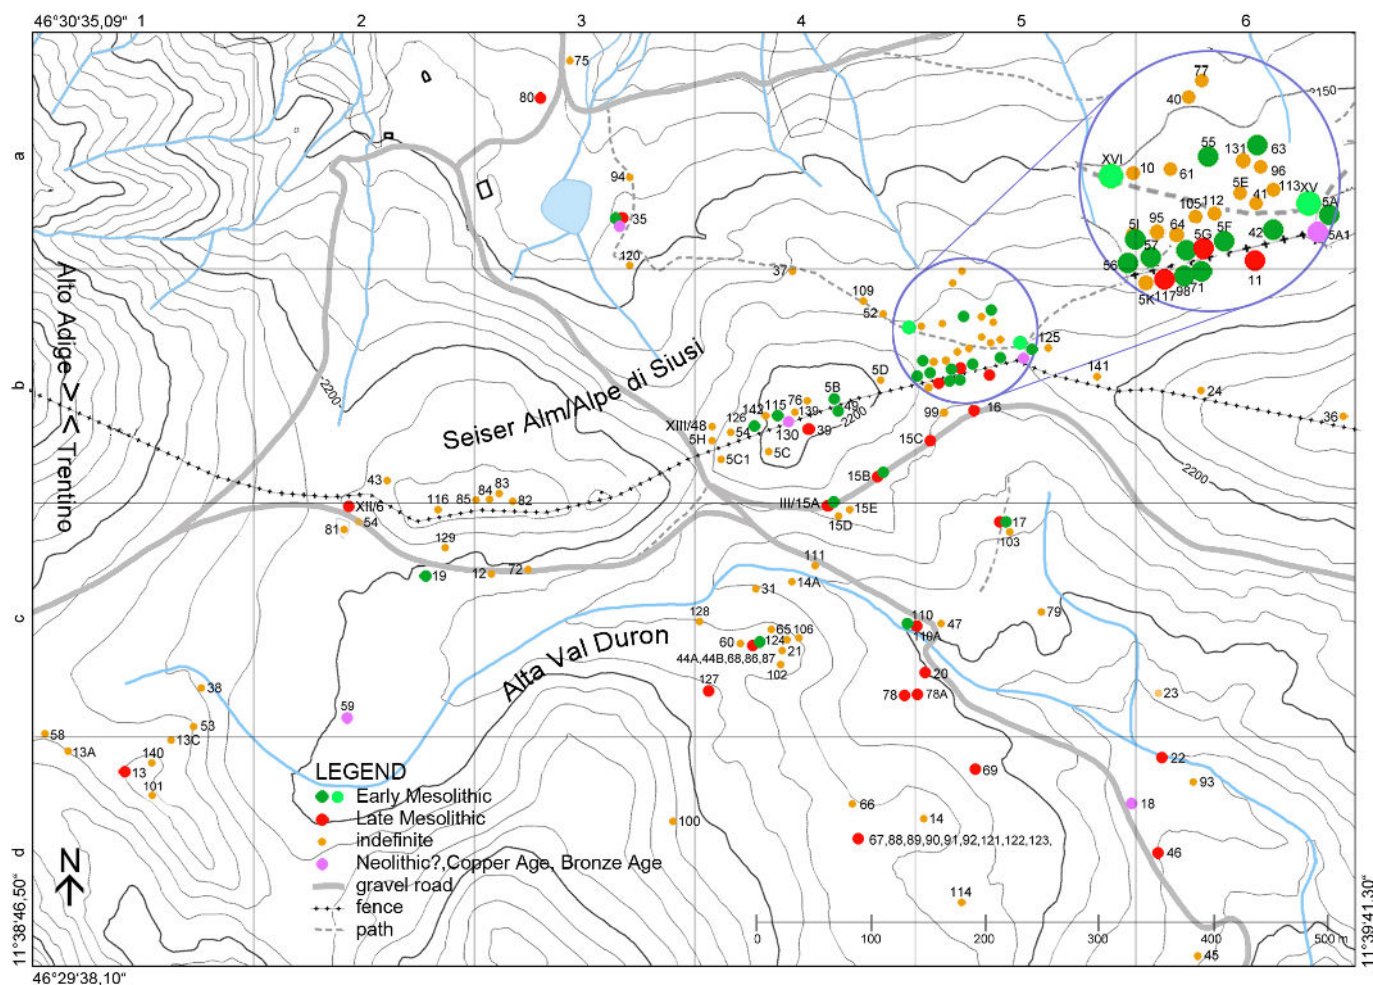 46°30'35,09"
1
2
3
4
5
6
a
b
c
d
75
80
94
35
120
37
109
52
77
40
150
55
131
63
XVI
10
61
96
5E
41
113
XV
5A
105
112
5I
95
64
5G
5F
42
5A1
57
56
5K
117
98
71
11
125
141
24
36
5D
5B
49
76
139
115
142
126
54
130
39
XIII/48
5H
5C1
5C
2200
2200
2200
2200
99
16
15C
15B
III/15A
15D
15E
17
103
Seiser Alm/Alpe di Siusi
Alto Adige >< Trentino
43
XII/6
54
81
116
85
84
83
82
129
19
12
72
111
14A
31
128
65
106
60
124
21
44A,44B,68,86,87
102
127
110
110A
47
79
20
78
78A
23
22
93
18
46
45
69
66
14
67,88,89,90,91,92,121,122,123,
114
100
Alta Val Duron
38
59
53
58
13A
13C
140
13
101
LEGEND
Early Mesolithic
Late Mesolithic
indefinite
Neolithic?,Copper Age, Bronze Age
gravel road
fence
path
N
0
100
200
300
400
500 m
11°38'46,50"
11°39'41,30"
46°29'38,10"